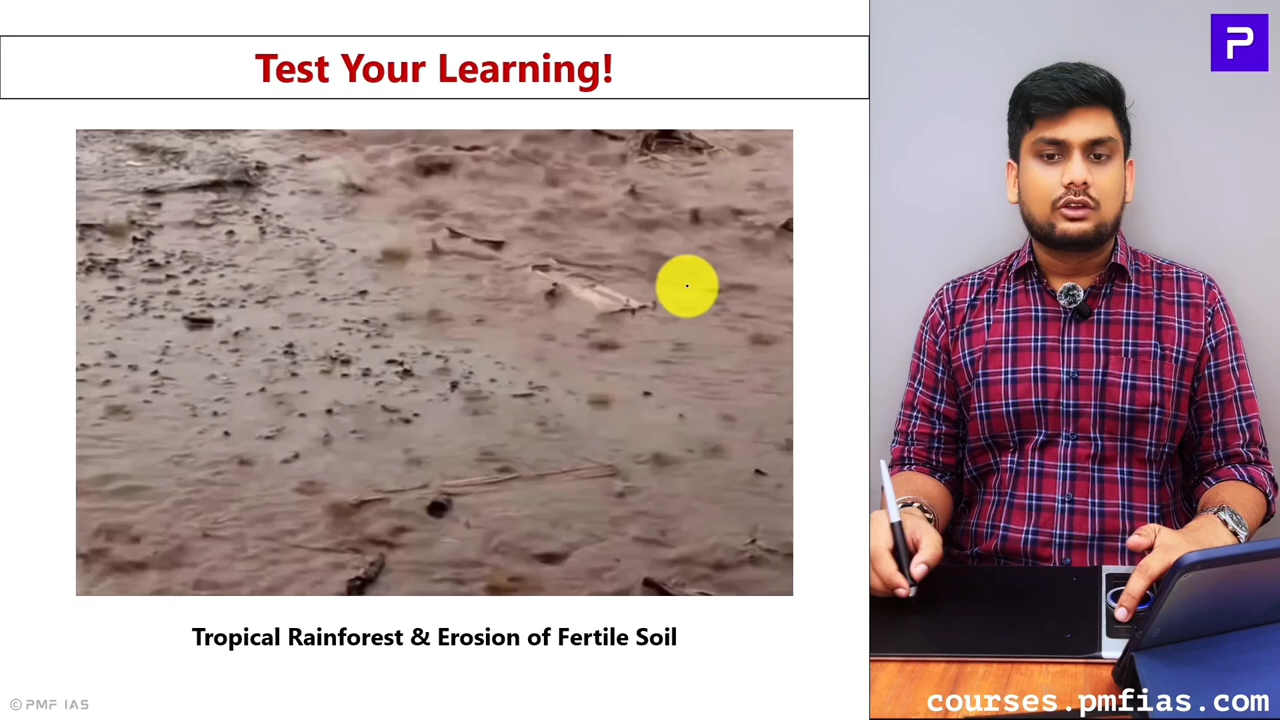 Test Your Learning!
P
Tropical Rainforest & Erosion of Fertile Soil
© PMF IAS
courses.pmfias.com